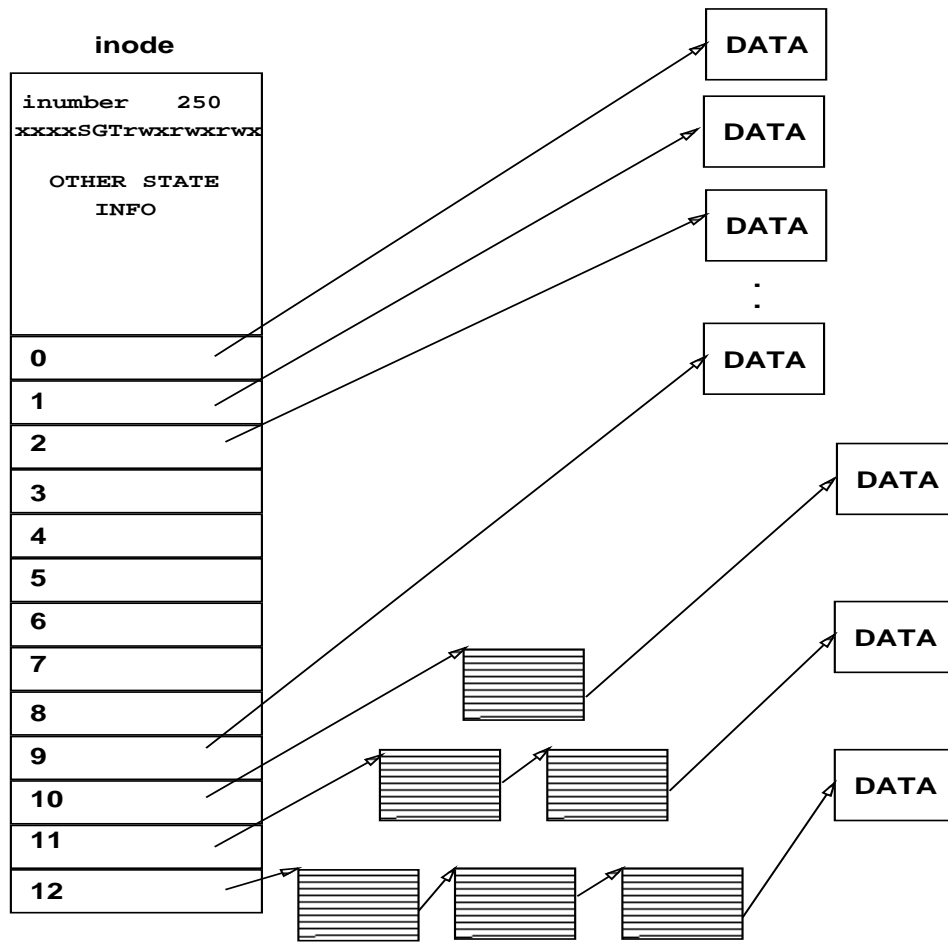 inode
inumber 250
xxxxSGTrwxrwxrwx
OTHER STATE
INFO
0
1
2
3
4
5
6
7
8
9
10
11
12
DATA
DATA
DATA
.
.
DATA
DATA
DATA
DATA